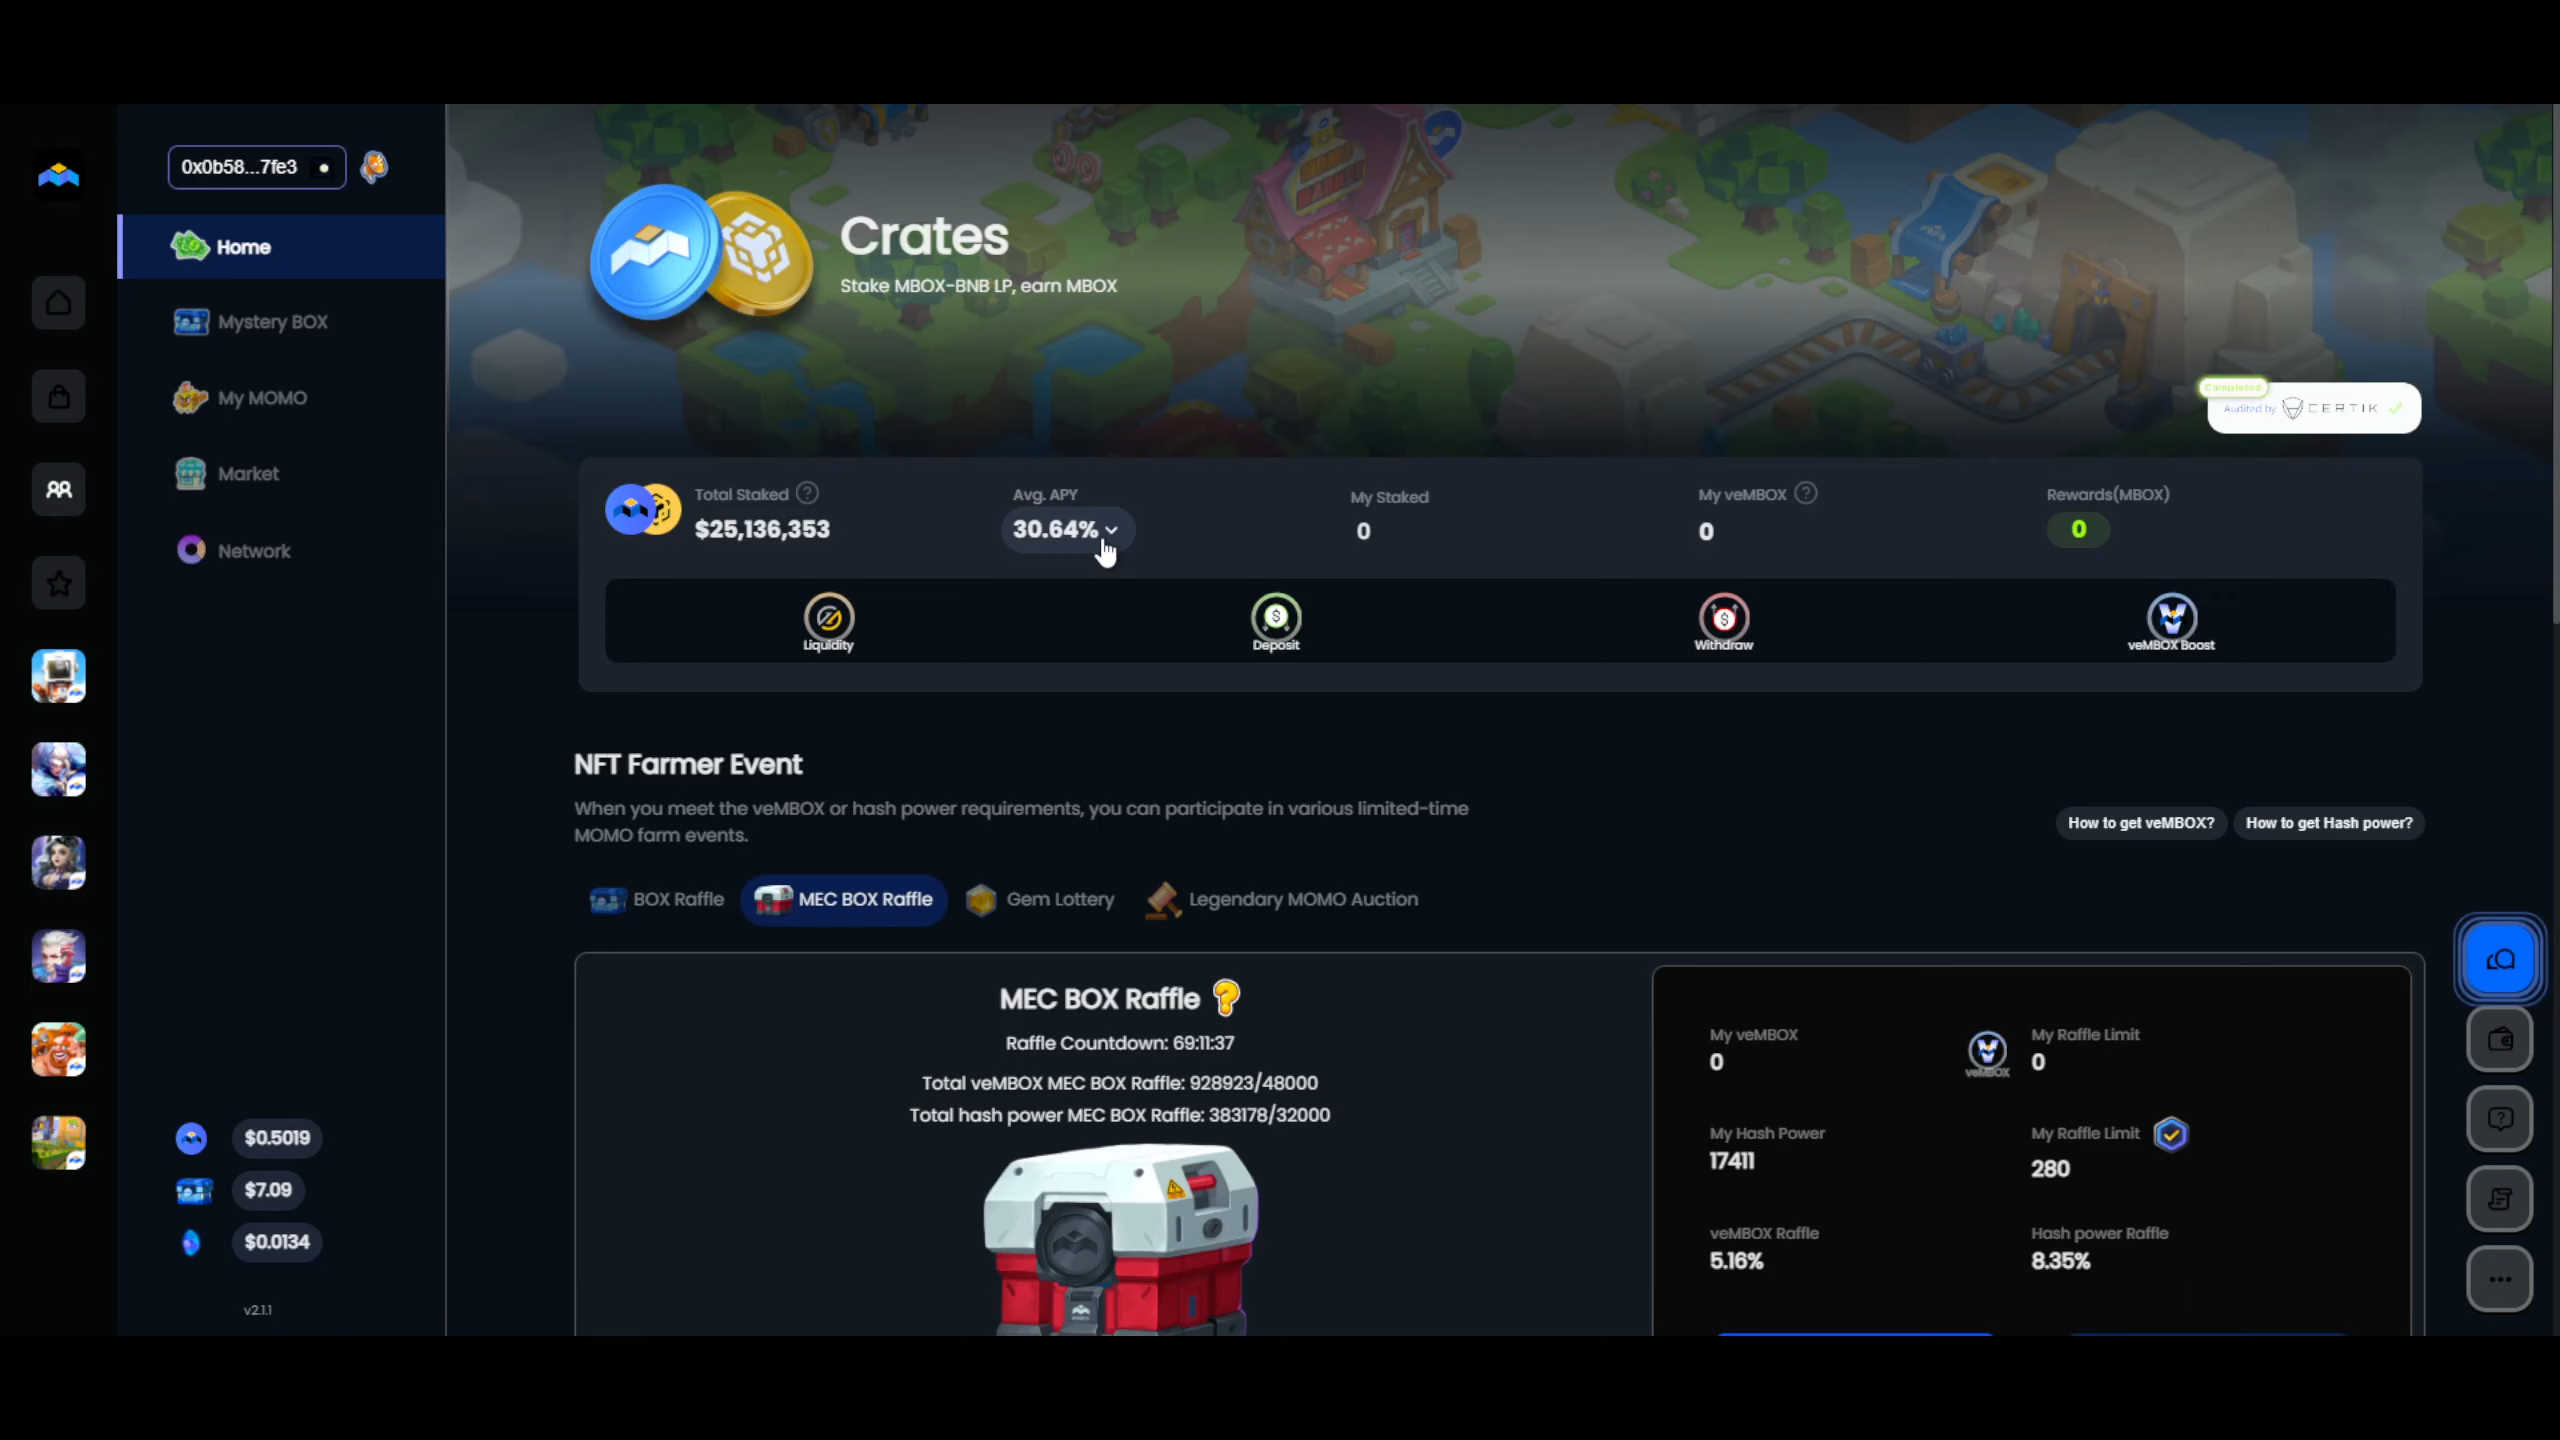 0x0b58...7fe3
Home
Mystery BOX
My MOMO
Market
Network
$0.5019
$7.09
$0.0134
v2.1.1
Crates
Stake MBOX-BNB LP, earn MBOX
Completed
Audited by CERTIK
Total Staked ?
$25,136,353
Avg. APY
30.64%
My Staked
0
My veMBOX ?
0
Rewards(MBOX)
0
Liquidity
Deposit
Withdraw
veMBOX Boost
NFT Farmer Event
When you meet the veMBOX or hash power requirements, you can participate in various limited-time
MOMO farm events.
How to get veMBOX?
How to get Hash power?
BOX Raffle
MEC BOX Raffle
Gem Lottery
Legendary MOMO Auction
MEC BOX Raffle ?
Raffle Countdown: 69:11:37
Total veMBOX MEC BOX Raffle: 928923/48000
Total hash power MEC BOX Raffle: 383178/32000
My veMBOX
0
veMBOX
My Raffle Limit
0
My Hash Power
17411
My Raffle Limit
280
veMBOX Raffle
5.16%
Hash power Raffle
8.35%